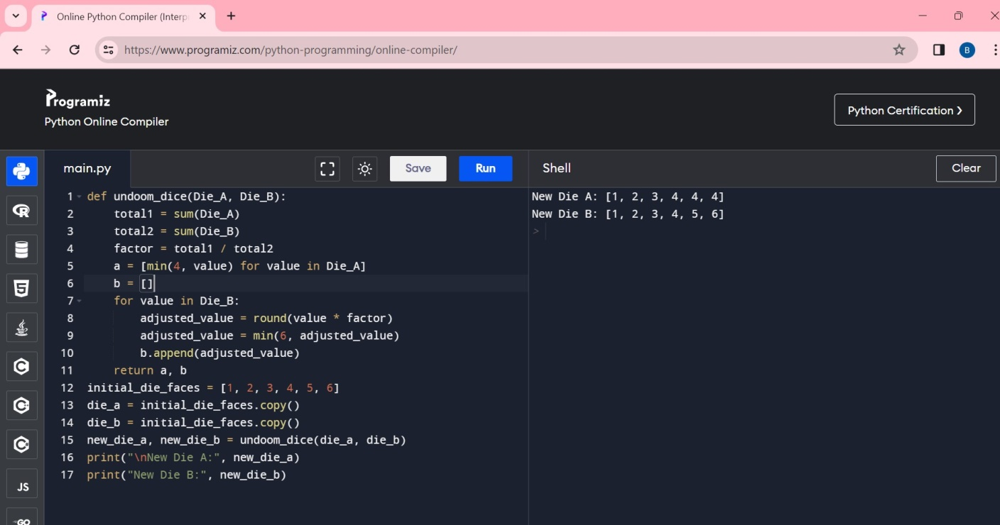 Online Python Compiler (Interp
https://www.programiz.com/python-programming/online-compiler/
B
Programiz
Python Online Compiler
Python Certification ❯
main.py
Save
Run
Shell
Clear
1 def undoom_dice(Die_A, Die_B):
2     total1 = sum(Die_A)
3     total2 = sum(Die_B)
4     factor = total1 / total2
5     a = [min(4, value) for value in Die_A]
6     b = []
7     for value in Die_B:
8         adjusted_value = round(value * factor)
9         adjusted_value = min(6, adjusted_value)
10         b.append(adjusted_value)
11     return a, b
12 initial_die_faces = [1, 2, 3, 4, 5, 6]
13 die_a = initial_die_faces.copy()
14 die_b = initial_die_faces.copy()
15 new_die_a, new_die_b = undoom_dice(die_a, die_b)
16 print("\nNew Die A:", new_die_a)
17 print("New Die B:", new_die_b)
New Die A: [1, 2, 3, 4, 4, 4]
New Die B: [1, 2, 3, 4, 5, 6]
>
R
5
C
C
C
JS
GO